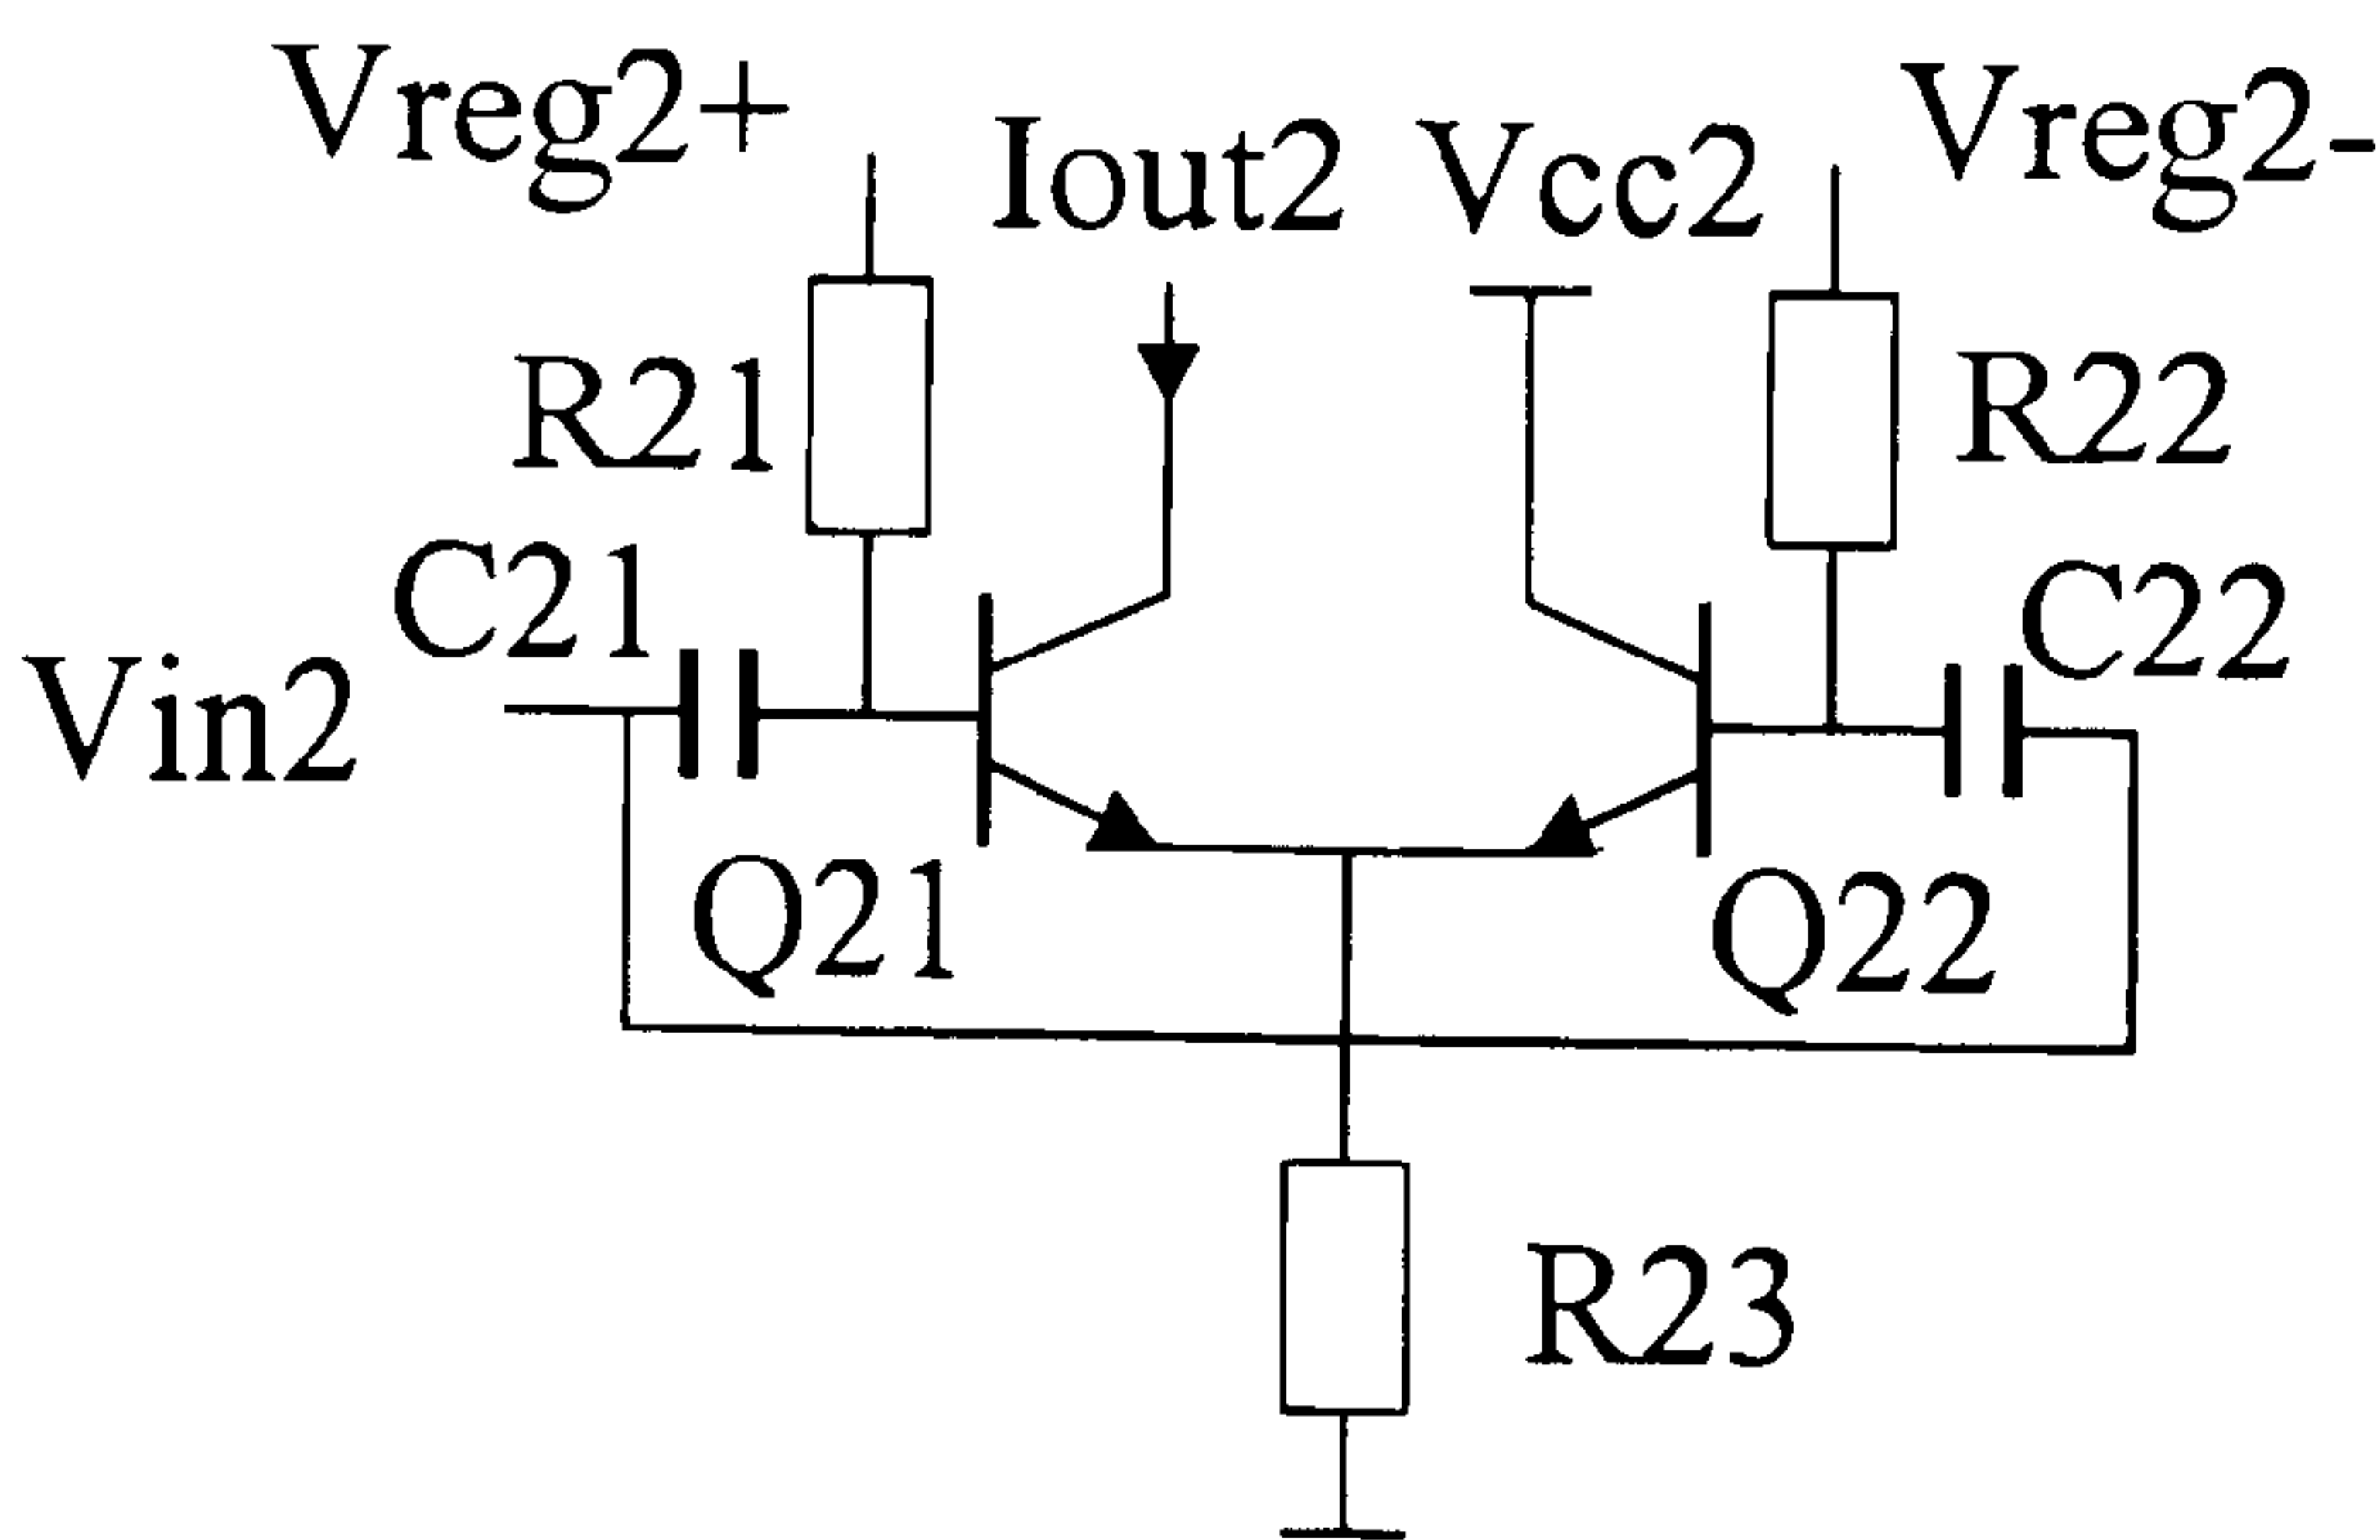 Vreg2+
Iout2
Vcc2
Vreg2-
R21
R22
C21
C22
Vin2
Q21
Q22
R23